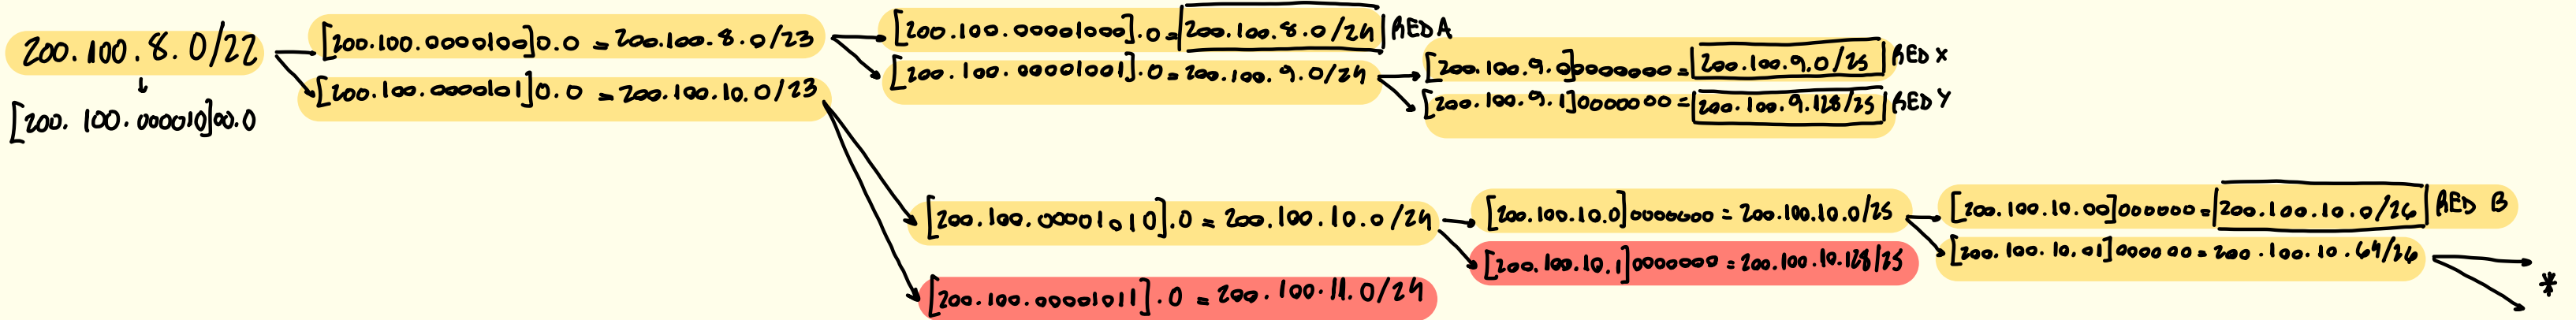 200.100.8.0/22
↓
[200.100.000010]00.0
[200.100.0000100]0.0 = 200.100.8.0/23
[200.100.0000101]0.0 = 200.100.10.0/23
[200.100.00001000].0 = 200.100.8.0/24 RED A
[200.100.00001001].0 = 200.100.9.0/24
[200.100.9.0]0000000 = 200.100.9.0/25 RED X
[200.100.9.1]0000000 = 200.100.9.128/25 RED Y
[200.100.00001010].0 = 200.100.10.0/24
[200.100.00001011].0 = 200.100.11.0/24
[200.100.10.0]0000000 = 200.100.10.0/25
[200.100.10.1]0000000 = 200.100.10.128/25
[200.100.10.00]000000 = 200.100.10.0/26 RED B
[200.100.10.01]000000 = 200.100.10.64/26
*